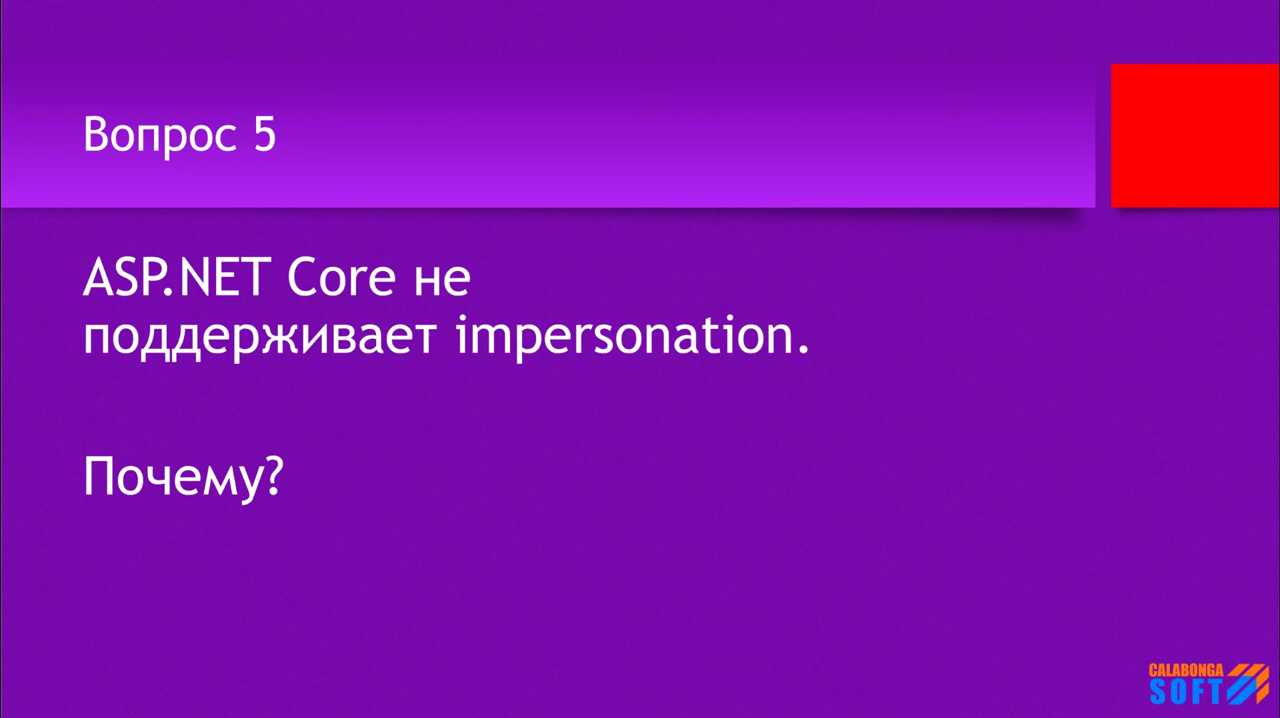 Вопрос 5
ASP.NET Core не
поддерживает impersonation.
Почему?
CALABONGA
SOFT